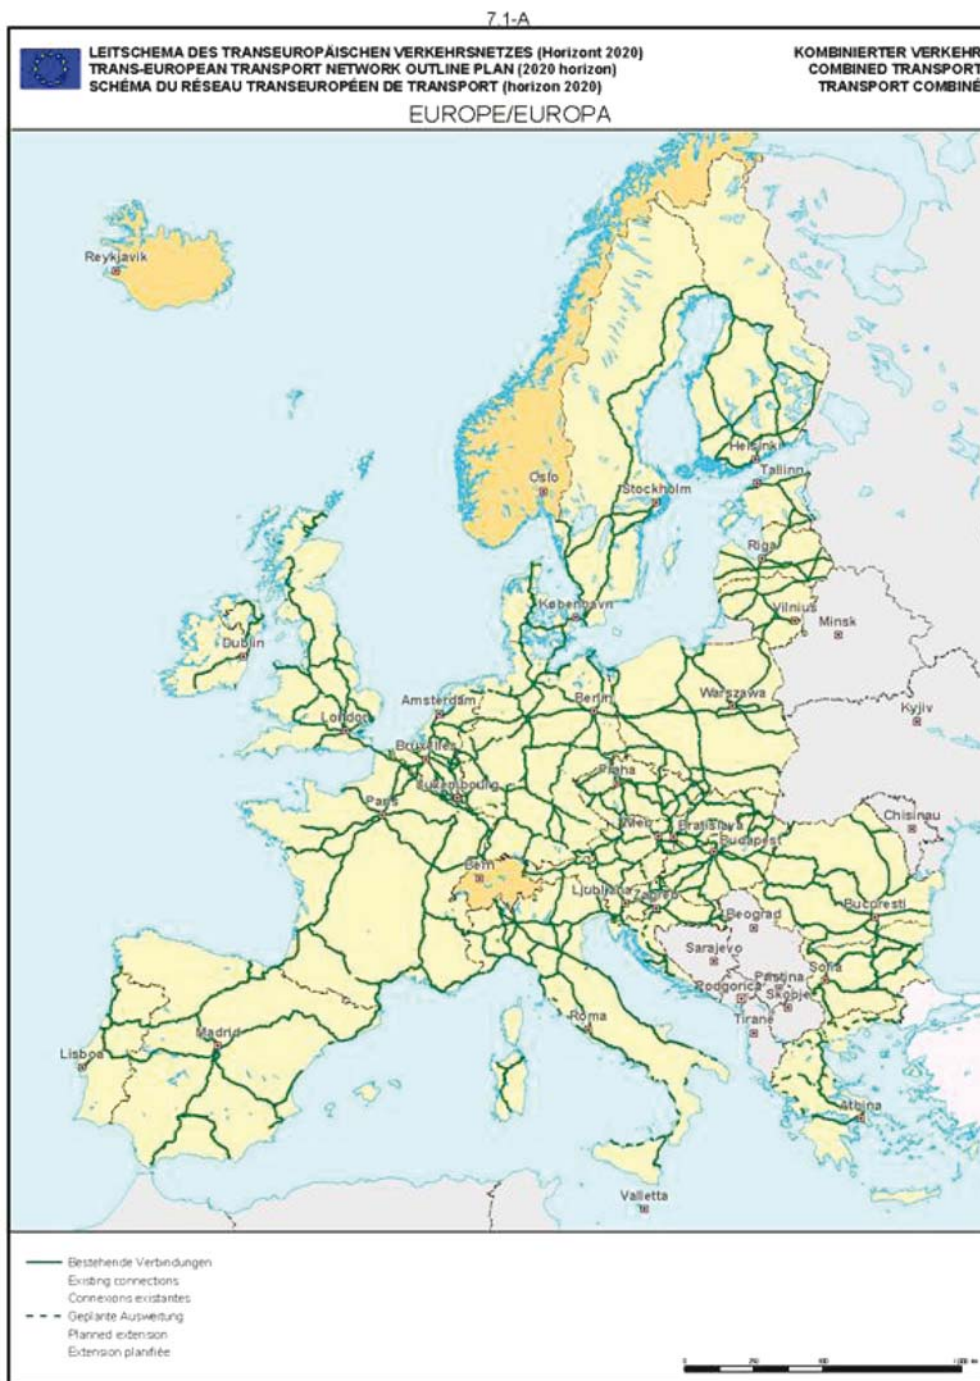 7.1-A
LEITSCHEMA DES TRANSEUROPÄISCHEN VERKEHRSNETZES (Horizont 2020)
TRANS-EUROPEAN TRANSPORT NETWORK OUTLINE PLAN (2020 horizon)
SCHÉMA DU RÉSEAU TRANSEUROPÉEN DE TRANSPORT (horizon 2020)
KOMBINIERTER VERKEHR
COMBINED TRANSPORT
TRANSPORT COMBINÉ
EUROPE/EUROPA
Reykjavik
Helsinki
Tallinn
Oslo
Stockholm
Riga
København
Vilnius
Minsk
Dublin
Amsterdam
Berlin
Warszawa
London
Kyjiv
Bruxelles
Praha
Luxembourg
Paris
Wien
Bratislava
Chisinau
Budapest
Bern
Ljubljana
Zagreb
Bucresti
Beograd
Sarajevo
Sofia
Pristina
Podgorica
Skopje
Roma
Tirane
Madrid
Lisboa
Athina
Valletta
Bestehende Verbindungen
Existing connections
Connexions existantes
Geplante Auswertung
Planned extension
Extension planifiée
0